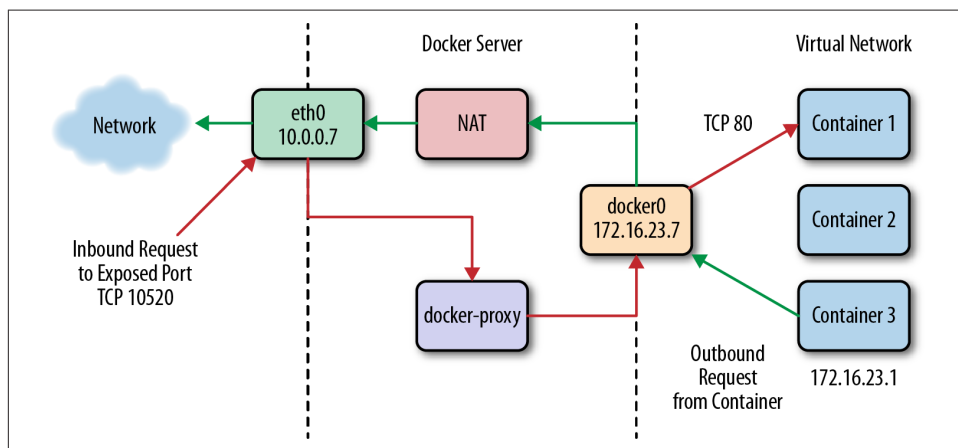 Docker Server
Virtual Network
Network
eth0
10.0.0.7
NAT
TCP 80
Container 1
docker0
172.16.23.7
Container 2
Inbound Request
to Exposed Port
TCP 10520
docker-proxy
Container 3
Outbound
Request
from Container
172.16.23.1